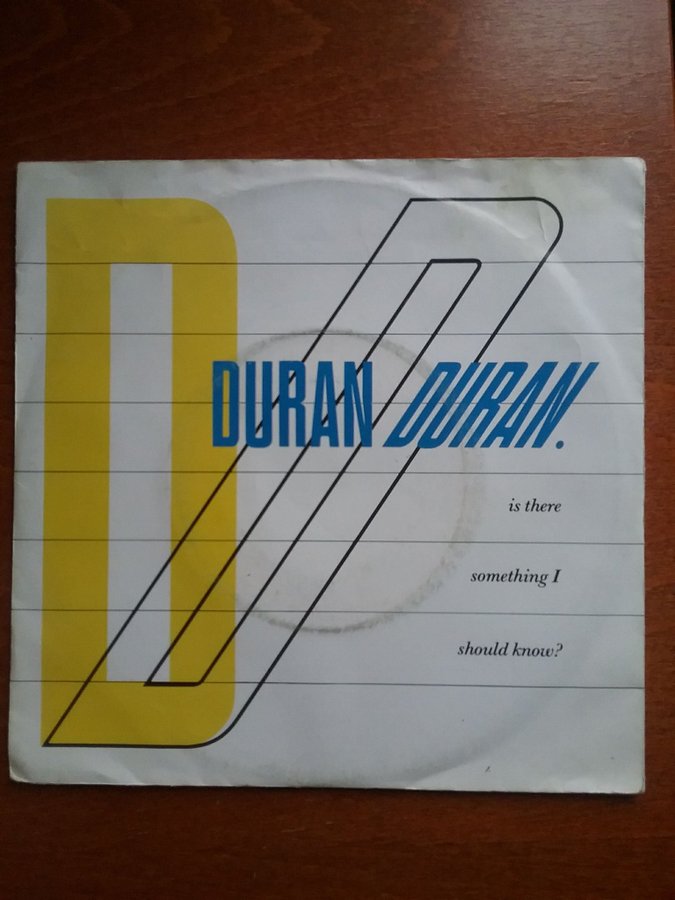 DURAN DURAN.
is there
something I
should know?